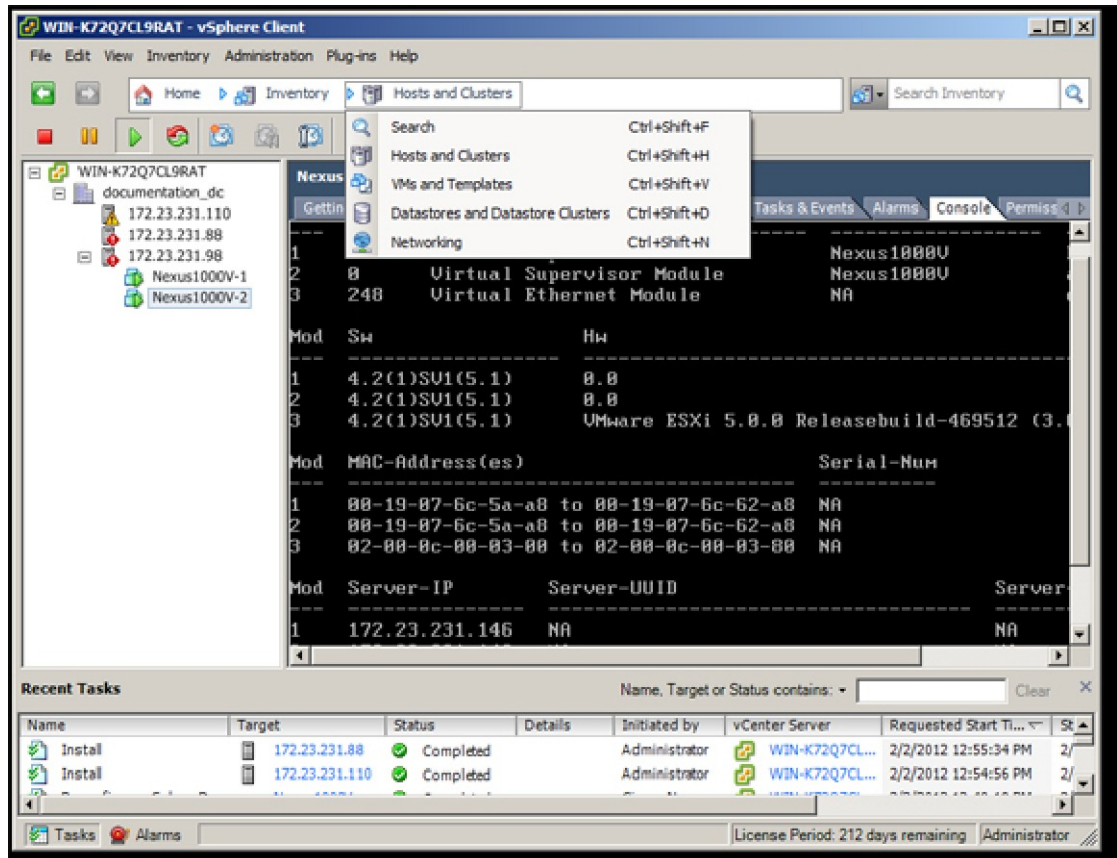 WIN-K72Q7CL9RAT - vSphere Client
File Edit View Inventory Administration Plug-ins Help
Home Inventory Hosts and Clusters Search Inventory
Search Ctrl+Shift+F
Hosts and Clusters Ctrl+Shift+H
VMs and Templates Ctrl+Shift+V
Datastores and Datastore Clusters Ctrl+Shift+D
Networking Ctrl+Shift+N
WIN-K72Q7CL9RAT
documentation_dc
172.23.231.110
172.23.231.88
172.23.231.98
Nexus1000V-1
Nexus1000V-2
Nexus
Gettin Tasks & Events Alarms Console Permiss
1 Nexus1000V
2 0 Virtual Supervisor Module Nexus1000V
3 248 Virtual Ethernet Module NA
Mod Sw Hw
--- ------------------ ------------------------------------------------
1 4.2(1)SV1(5.1) 0.0
2 4.2(1)SV1(5.1) 0.0
3 4.2(1)SV1(5.1) VMware ESXi 5.0.0 Releasebuild-469512 (3.
Mod MAC-Address(es) Serial-Num
--- -------------------------------------- ----------
1 00-19-07-6c-5a-a8 to 00-19-07-6c-62-a8 NA
2 00-19-07-6c-5a-a8 to 00-19-07-6c-62-a8 NA
3 02-00-0c-00-03-00 to 02-00-0c-00-03-80 NA
Mod Server-IP Server-UUID Server-
--- --------------- ------------------------------------ ------
1 172.23.231.146 NA NA
Recent Tasks Name, Target or Status contains: Clear
Name Target Status Details Initiated by vCenter Server Requested Start Ti... St
Install 172.23.231.88 Completed Administrator WIN-K72Q7CL... 2/2/2012 12:55:34 PM 2/
Install 172.23.231.110 Completed Administrator WIN-K72Q7CL... 2/2/2012 12:54:56 PM 2/
Tasks Alarms License Period: 212 days remaining Administrator